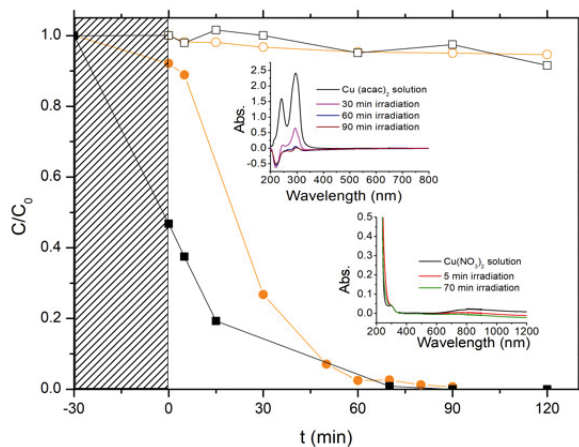 1.0
0.8
0.6
0.4
0.2
0.0
C/C₀
-30 0 30 60 90 120
t (min)
2.5
2.0
1.5
1.0
0.5
0.0
-0.5
Abs.
Cu (acac)₂ solution
30 min irradiation
60 min irradiation
90 min irradiation
200 300 400 500 600 700 800
Wavelength (nm)
0.5
0.4
0.3
0.2
0.1
0.0
Abs.
Cu(NO₃)₂ solution
5 min irradiation
70 min irradiation
200 400 600 800 1000 1200
Wavelength (nm)